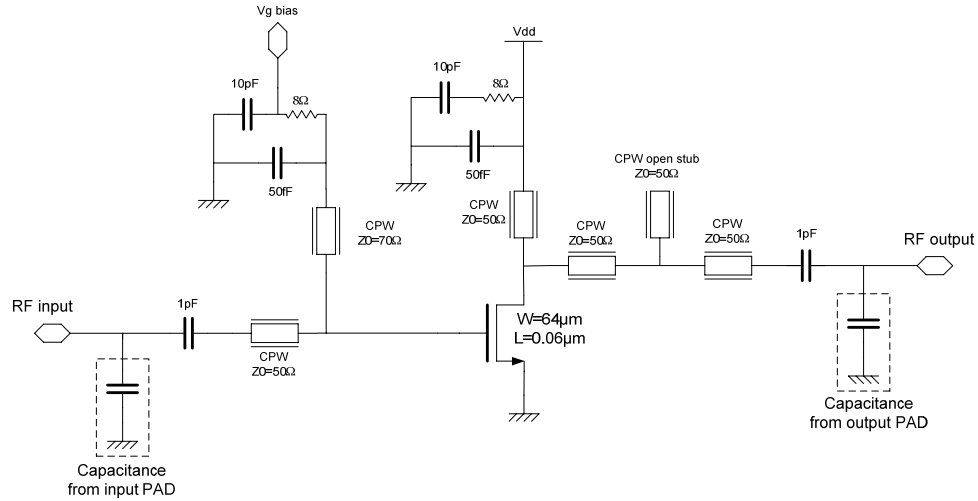 Vg bias
Vdd
10pF
8Ω
10pF
8Ω
50fF
50fF
CPW open stub
Z0=50Ω
CPW
Z0=70Ω
CPW
Z0=50Ω
CPW
Z0=50Ω
CPW
Z0=50Ω
1pF
RF output
RF input
1pF
W=64μm
L=0.06μm
CPW
Z0=50Ω
Capacitance
from output PAD
Capacitance
from input PAD